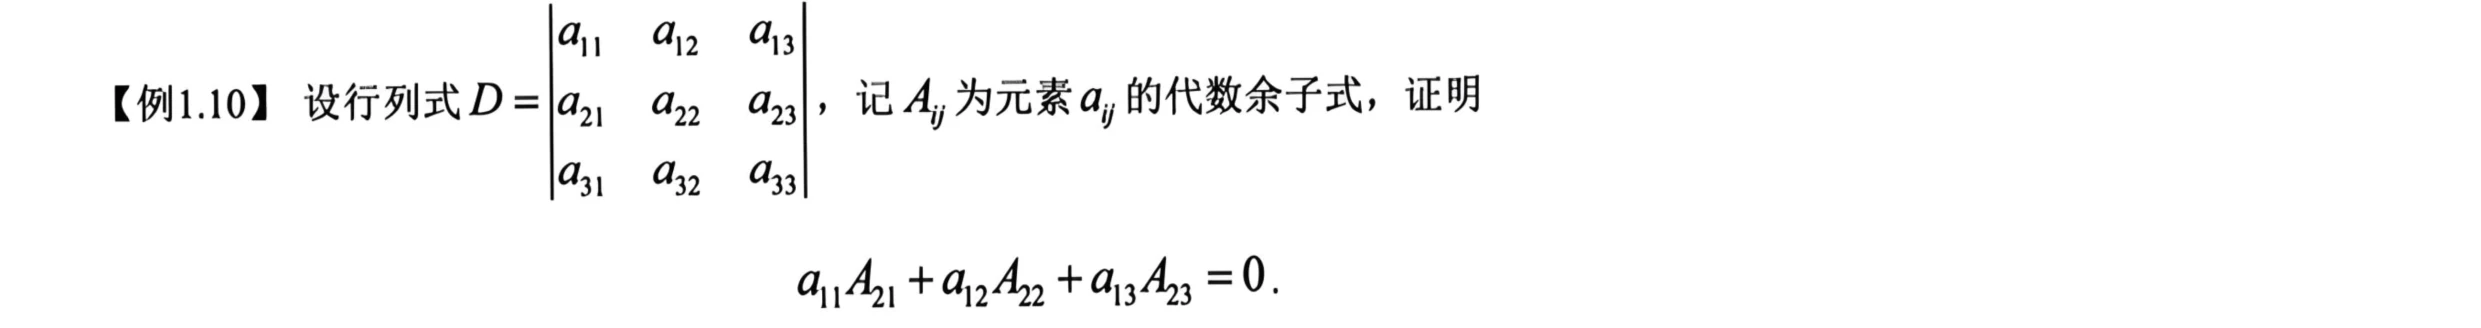 【例1.10】 设行列式 D = | a₁₁ a₁₂ a₁₃ |
| a₂₁ a₂₂ a₂₃ | ，记 Aᵢⱼ 为元素 aᵢⱼ 的代数余子式，证明
| a₃₁ a₃₂ a₃₃ |
a₁₁A₂₁ + a₁₂A₂₂ + a₁₃A₂₃ = 0.